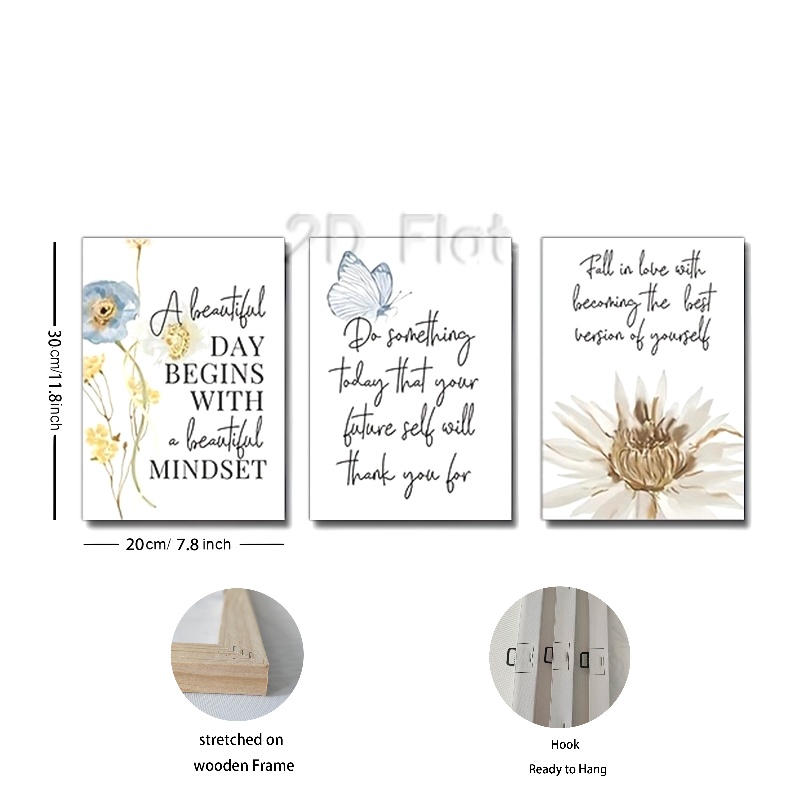 2D Flat
A beautiful
DAY
BEGINS
WITH
a beautiful
MINDSET
Do something
today that your
future self will
thank you for
Fall in love with
becoming the best
version of yourself
30cm/11.8inch
20cm/ 7.8 inch
stretched on
wooden Frame
Hook
Ready to Hang